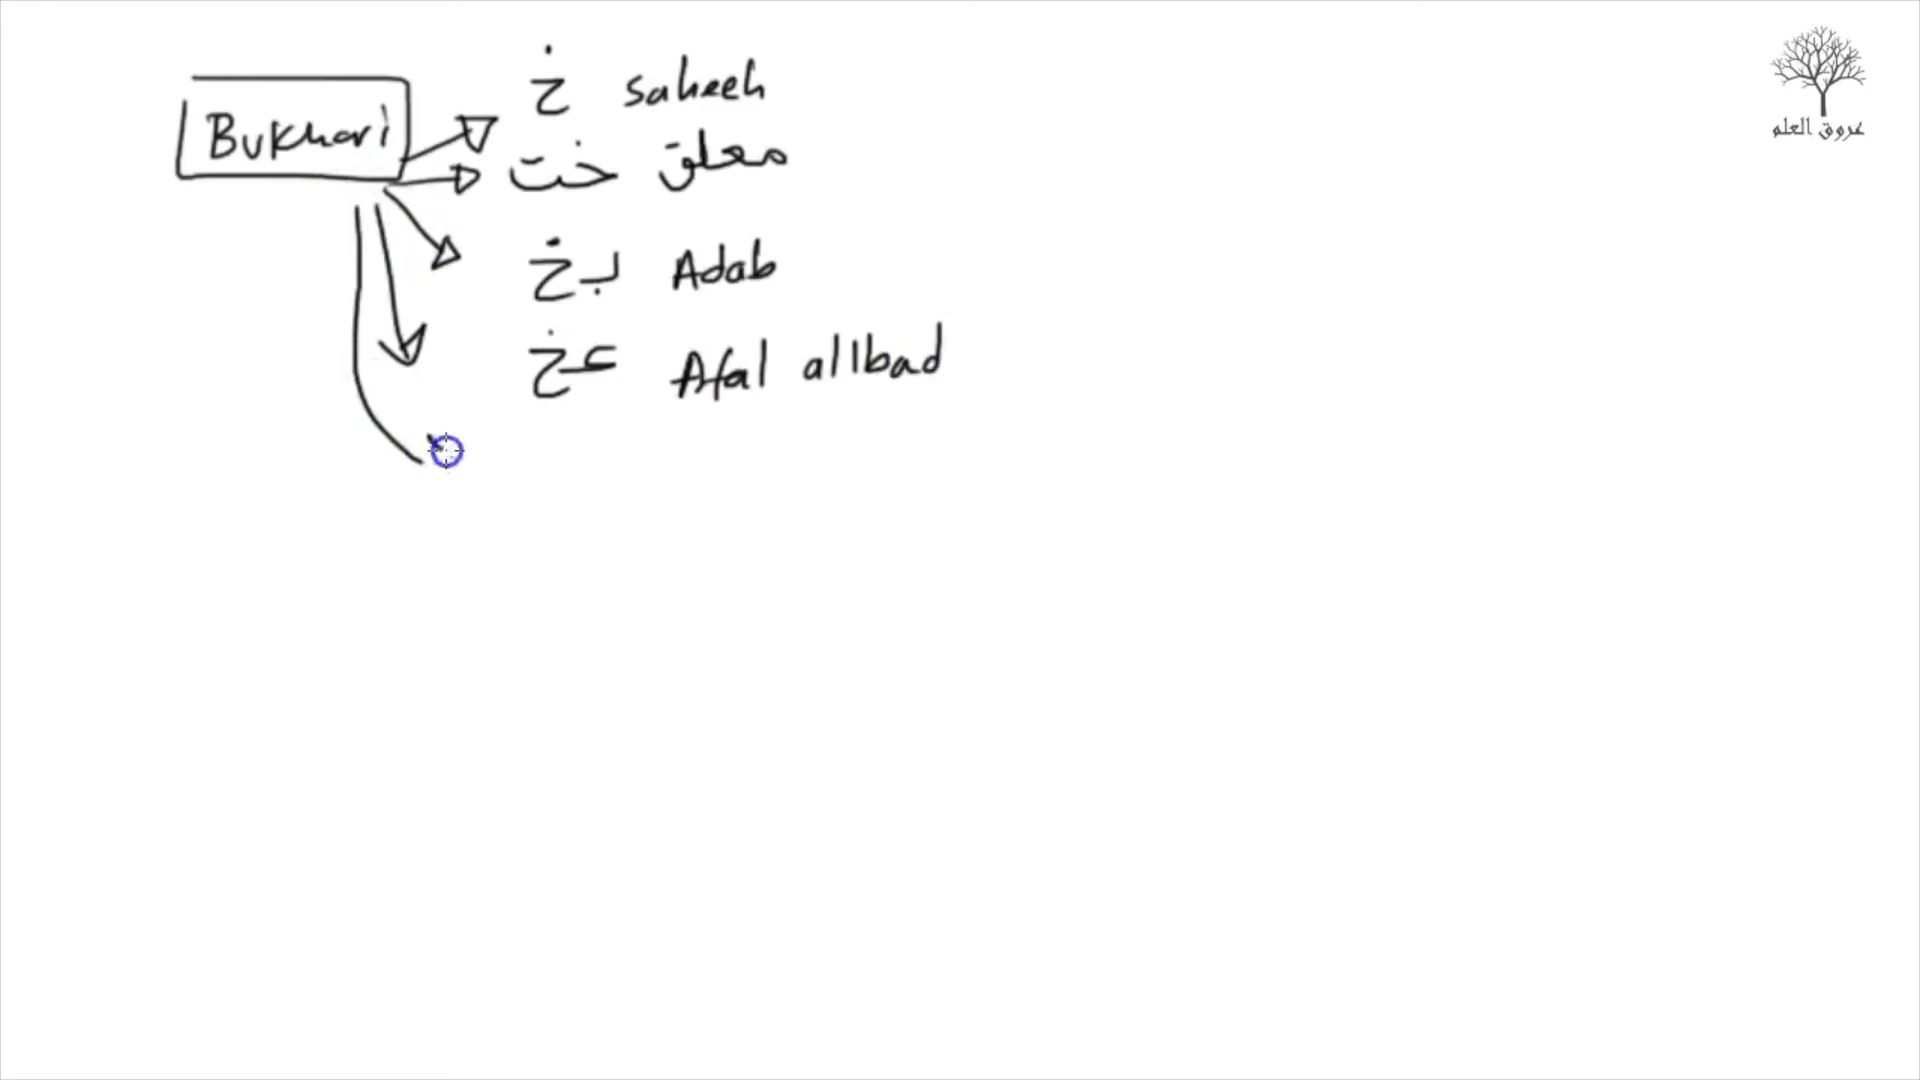 Bukhari
خ saheeh
خت معلق
بخ Adab
عخ Afal allbad
عروق العلم